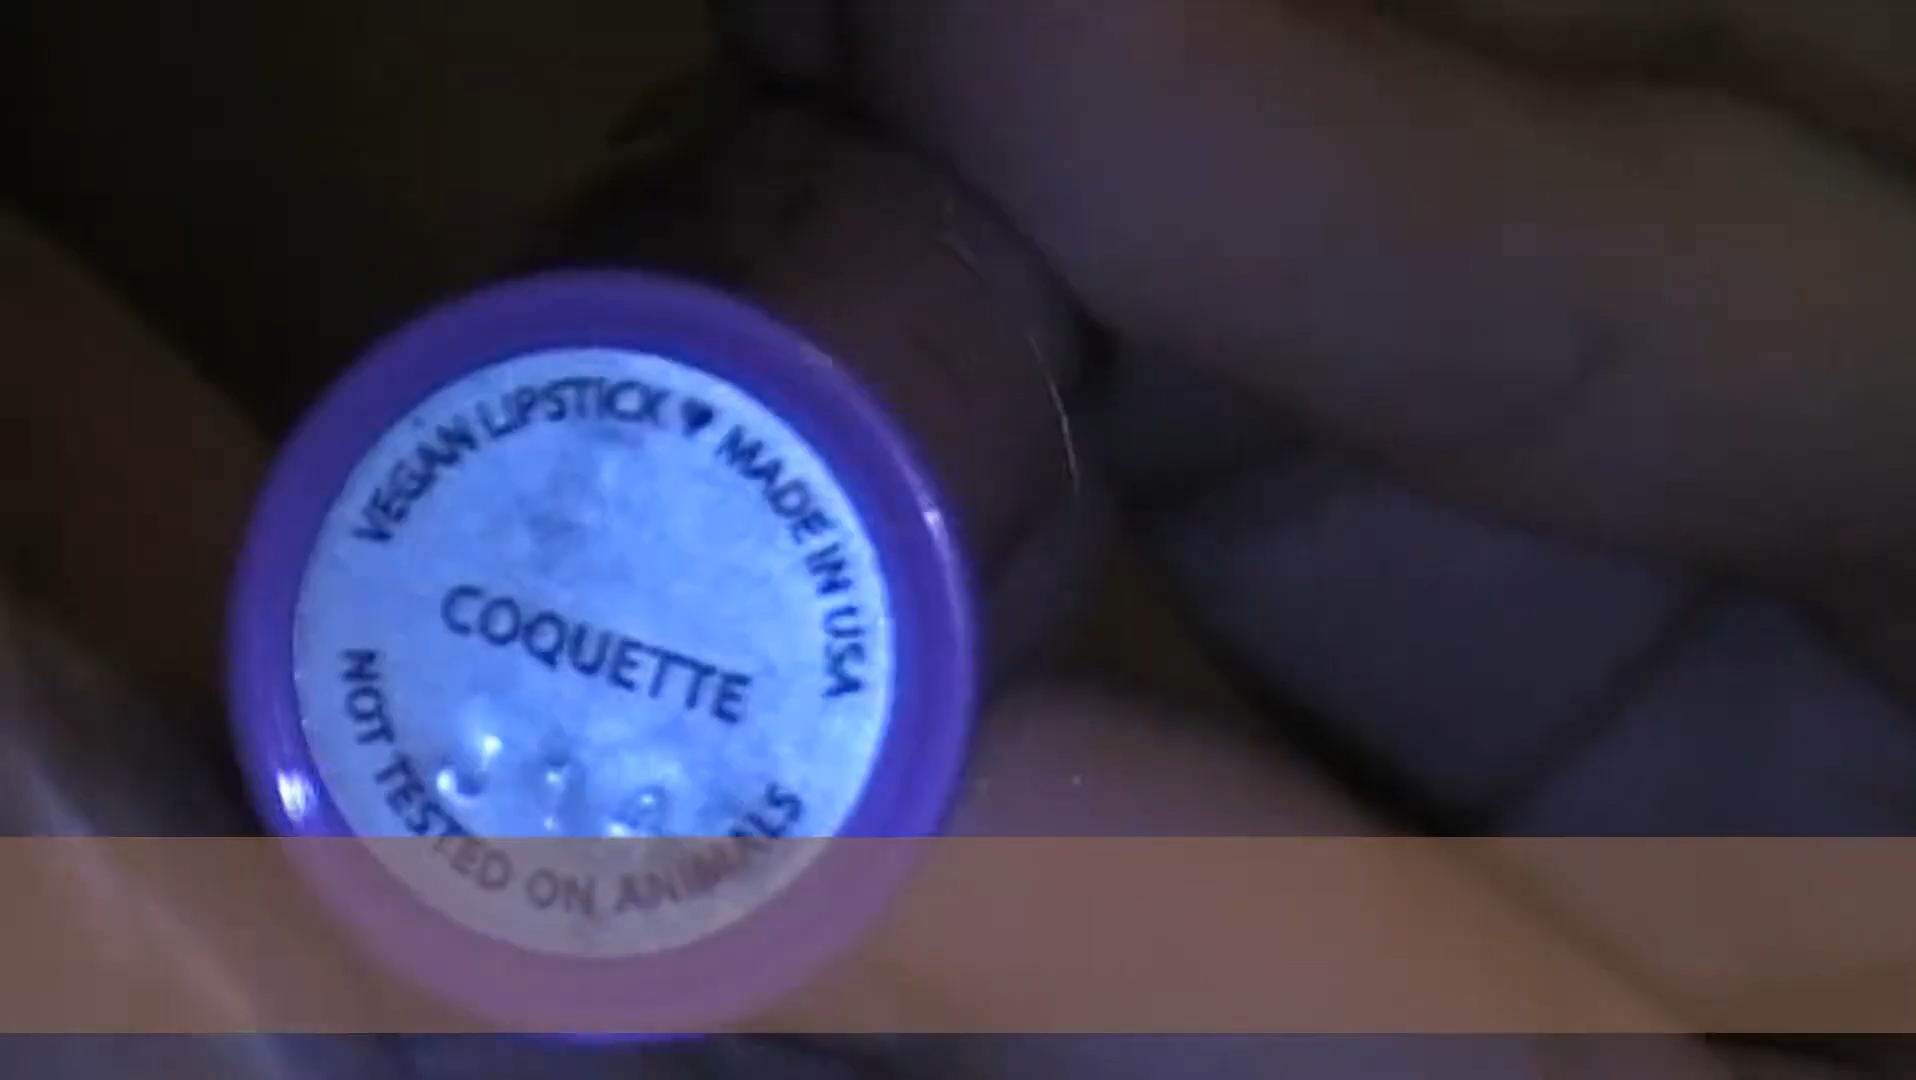 VEGAN LIPSTICK ♥ MADE IN USA
COQUETTE
NOT TESTED ON ANIMALS